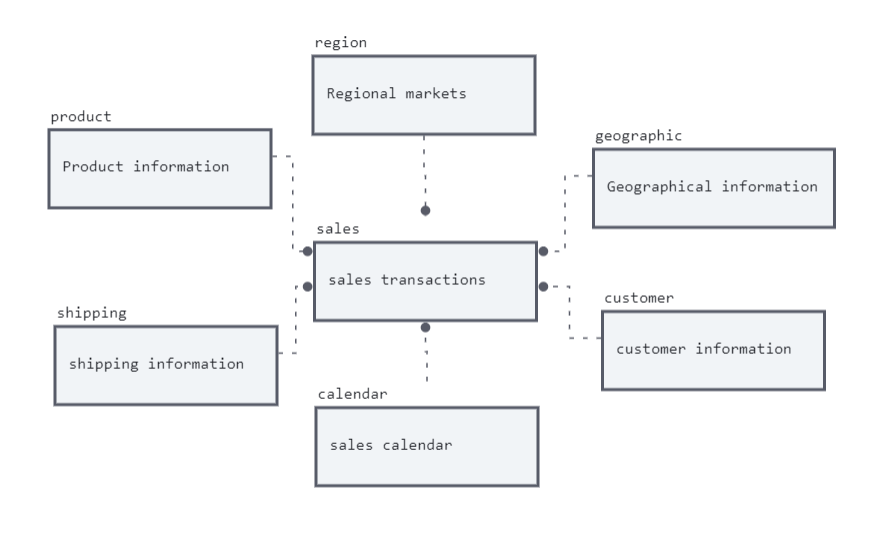 region
Regional markets
product
Product information
geographic
Geographical information
sales
sales transactions
shipping
shipping information
customer
customer information
calendar
sales calendar